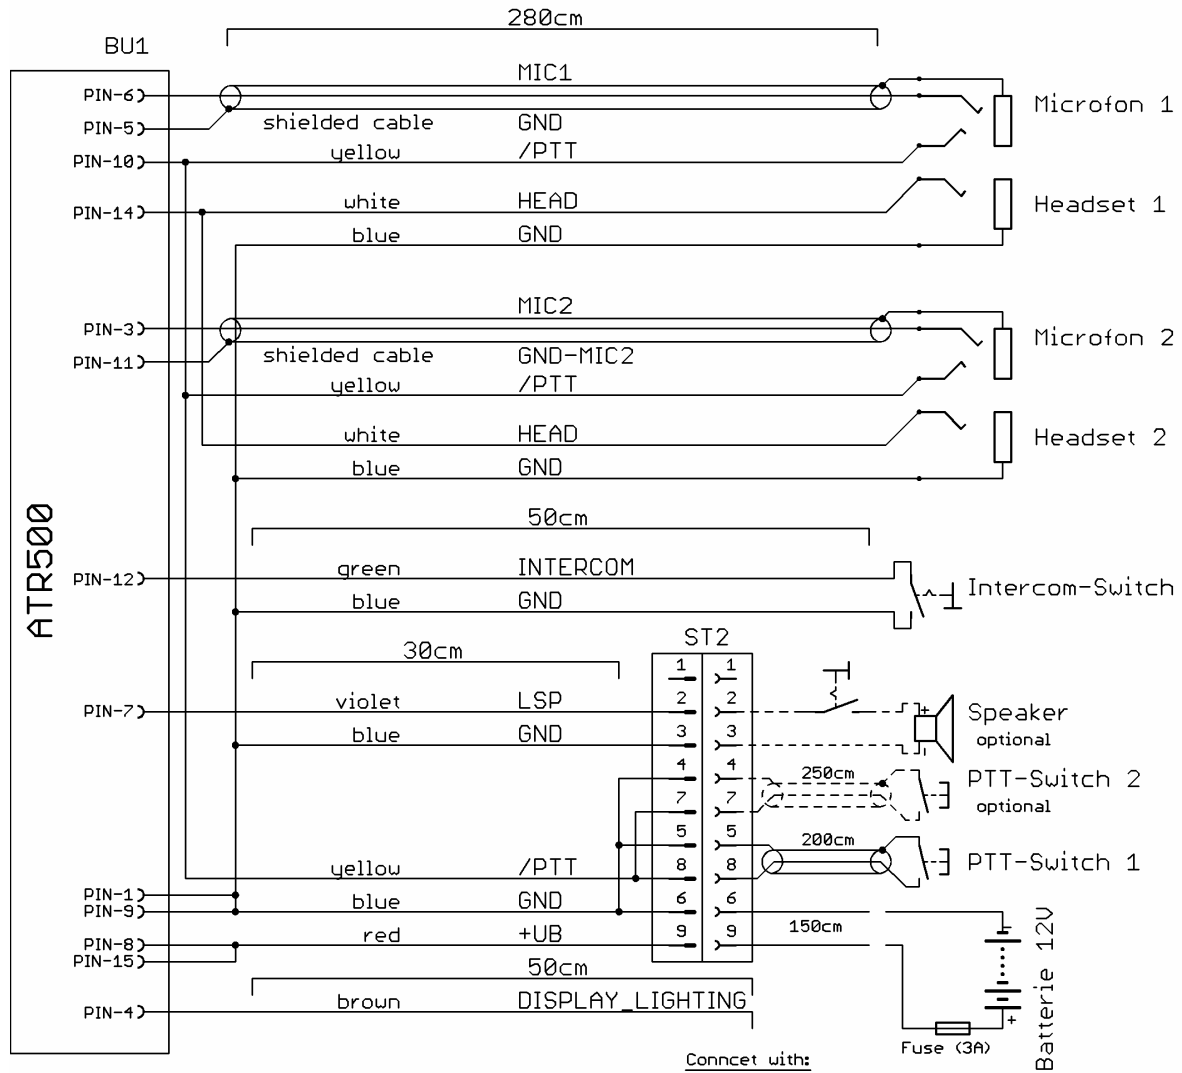 280cm
BU1
MIC1
PIN-6
Microfon 1
PIN-5
shielded cable GND
PIN-10
yellow /PTT
white HEAD
PIN-14
Headset 1
blue GND
MIC2
PIN-3
Microfon 2
shielded cable GND-MIC2
PIN-11
yellow /PTT
white HEAD
Headset 2
blue GND
50cm
ATR500
green INTERCOM
PIN-12
Intercom-Switch
blue GND
ST2
30cm
1 1
violet LSP
2 2
PIN-7
+
Speaker
optional
blue GND
3 3
4 4
250cm
PTT-Switch 2
optional
7 7
5 5
200cm
PTT-Switch 1
yellow /PTT
8 8
PIN-1
blue GND
6 6
PIN-9
150cm
red +UB
9 9
PIN-8
PIN-15
50cm
-
Batterie 12V
+
brown DISPLAY_LIGHTING
PIN-4
Fuse (3A)
Conncet with: